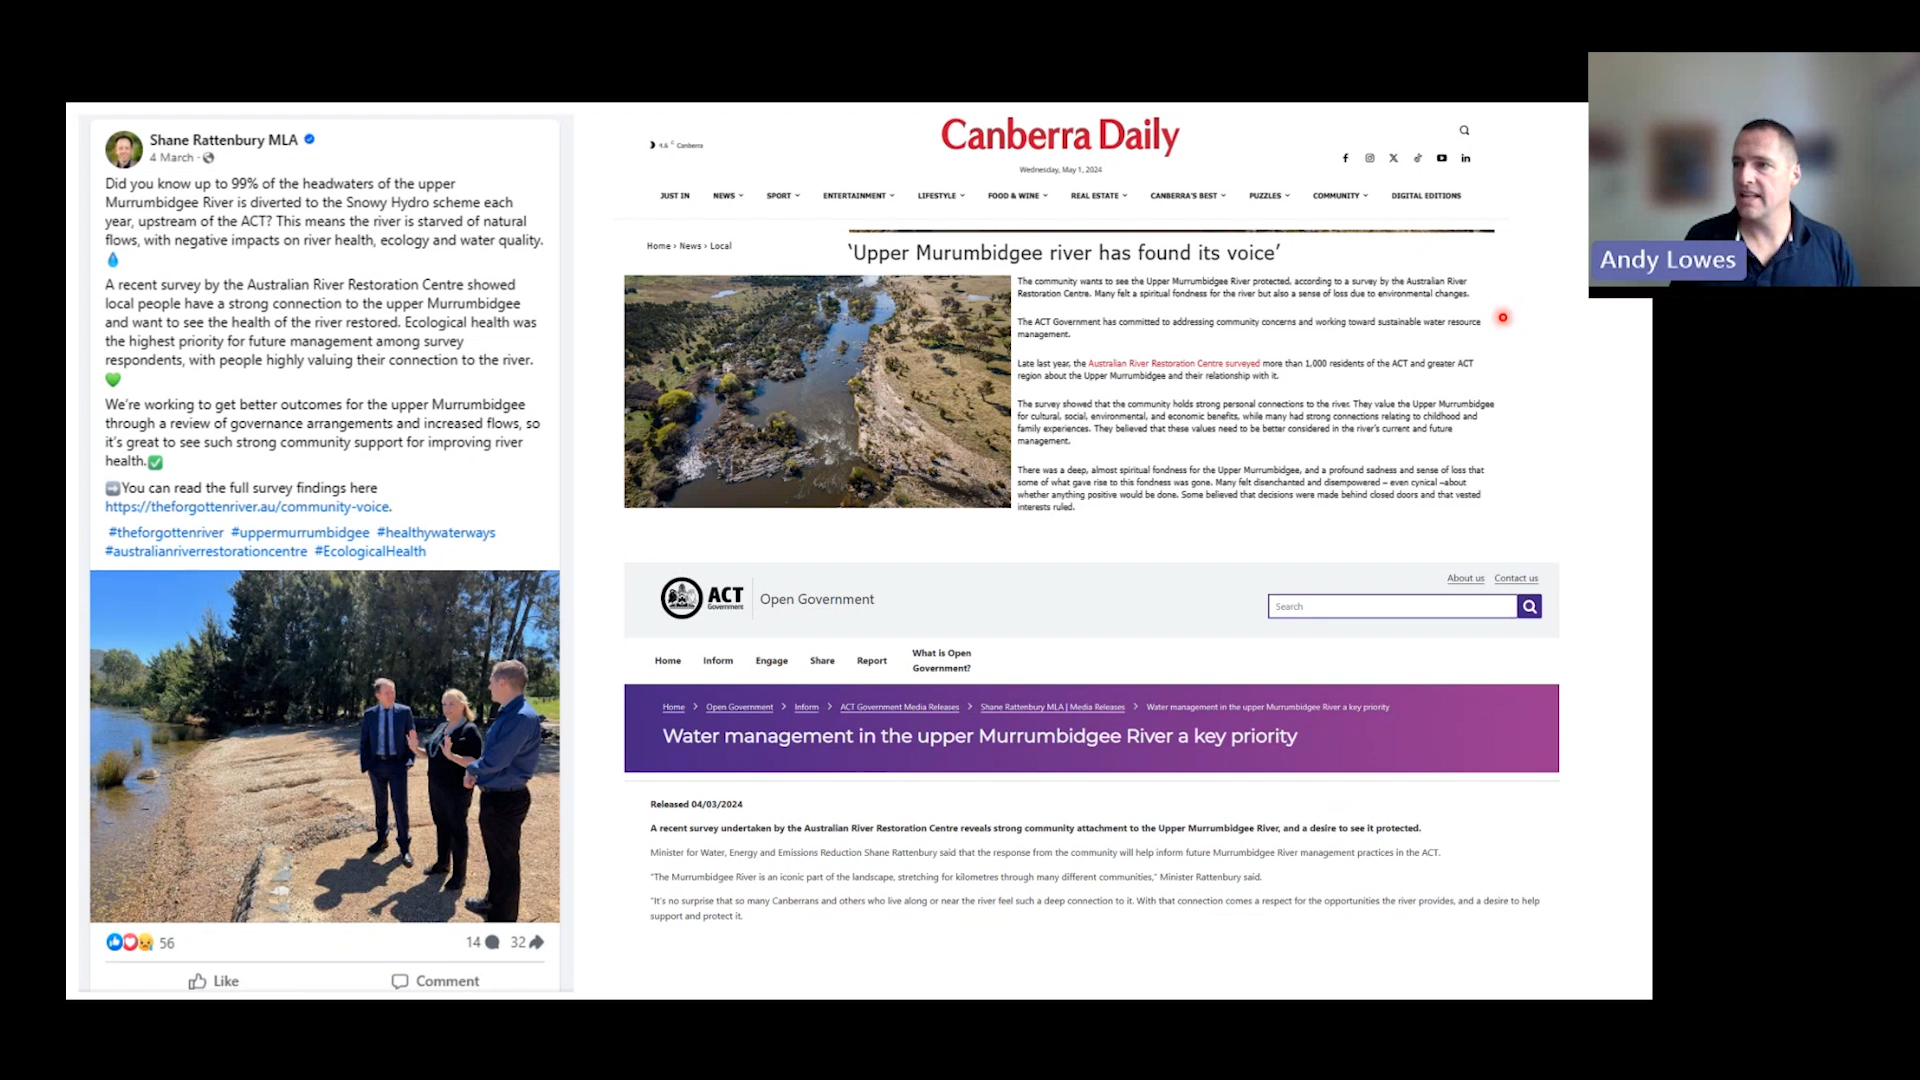 Shane Rattenbury MLA
4 March
Did you know up to 99% of the headwaters of the upper
Murrumbidgee River is diverted to the Snowy Hydro scheme each
year, upstream of the ACT? This means the river is starved of natural
flows, with negative impacts on river health, ecology and water quality.
A recent survey by the Australian River Restoration Centre showed
local people have a strong connection to the upper Murrumbidgee
and want to see the health of the river restored. Ecological health was
the highest priority for future management among survey
respondents, with people highly valuing their connection to the river.
We're working to get better outcomes for the upper Murrumbidgee
through a review of governance arrangements and increased flows, so
it's great to see such strong community support for improving river
health.
You can read the full survey findings here
https://theforgottenriver.au/community-voice.
#theforgottenriver #uppermurrumbidgee #healthywaterways
#australianriverrestorationcentre #EcologicalHealth
56
14 32
Like Comment
4.6 C Canberra
Canberra Daily
Wednesday, May 1, 2024
JUST IN NEWS SPORT ENTERTAINMENT LIFESTYLE FOOD & WINE REAL ESTATE CANBERRA'S BEST PUZZLES COMMUNITY DIGITAL EDITIONS
Home › News › Local
'Upper Murumbidgee river has found its voice'
The community wants to see the Upper Murrumbidgee River protected, according to a survey by the Australian River
Restoration Centre. Many felt a spiritual fondness for the river but also a sense of loss due to environmental changes.
The ACT Government has committed to addressing community concerns and working toward sustainable water resource
management.
Late last year, the Australian River Restoration Centre surveyed more than 1,000 residents of the ACT and greater ACT
region about the Upper Murrumbidgee and their relationship with it.
The survey showed that the community holds strong personal connections to the river. They value the Upper Murrumbidgee
for cultural, social, environmental, and economic benefits, while many had strong connections relating to childhood and
family experiences. They believed that these values need to be better considered in the river's current and future
management.
There was a deep, almost spiritual fondness for the Upper Murrumbidgee, and a profound sadness and sense of loss that
some of what gave rise to this fondness was gone. Many felt disenchanted and disempowered – even cynical –about
whether anything positive would be done. Some believed that decisions were made behind closed doors and that vested
interests ruled.
ACT
Government
Open Government
About us Contact us
Search
Home Inform Engage Share Report What is Open
Government?
Home > Open Government > Inform > ACT Government Media Releases > Shane Rattenbury MLA | Media Releases > Water management in the upper Murrumbidgee River a key priority
Water management in the upper Murrumbidgee River a key priority
Released 04/03/2024
A recent survey undertaken by the Australian River Restoration Centre reveals strong community attachment to the Upper Murrumbidgee River, and a desire to see it protected.
Minister for Water, Energy and Emissions Reduction Shane Rattenbury said that the response from the community will help inform future Murrumbidgee River management practices in the ACT.
"The Murrumbidgee River is an iconic part of the landscape, stretching for kilometres through many different communities," Minister Rattenbury said.
"It's no surprise that so many Canberrans and others who live along or near the river feel such a deep connection to it. With that connection comes a respect for the opportunities the river provides, and a desire to help
support and protect it.
Andy Lowes